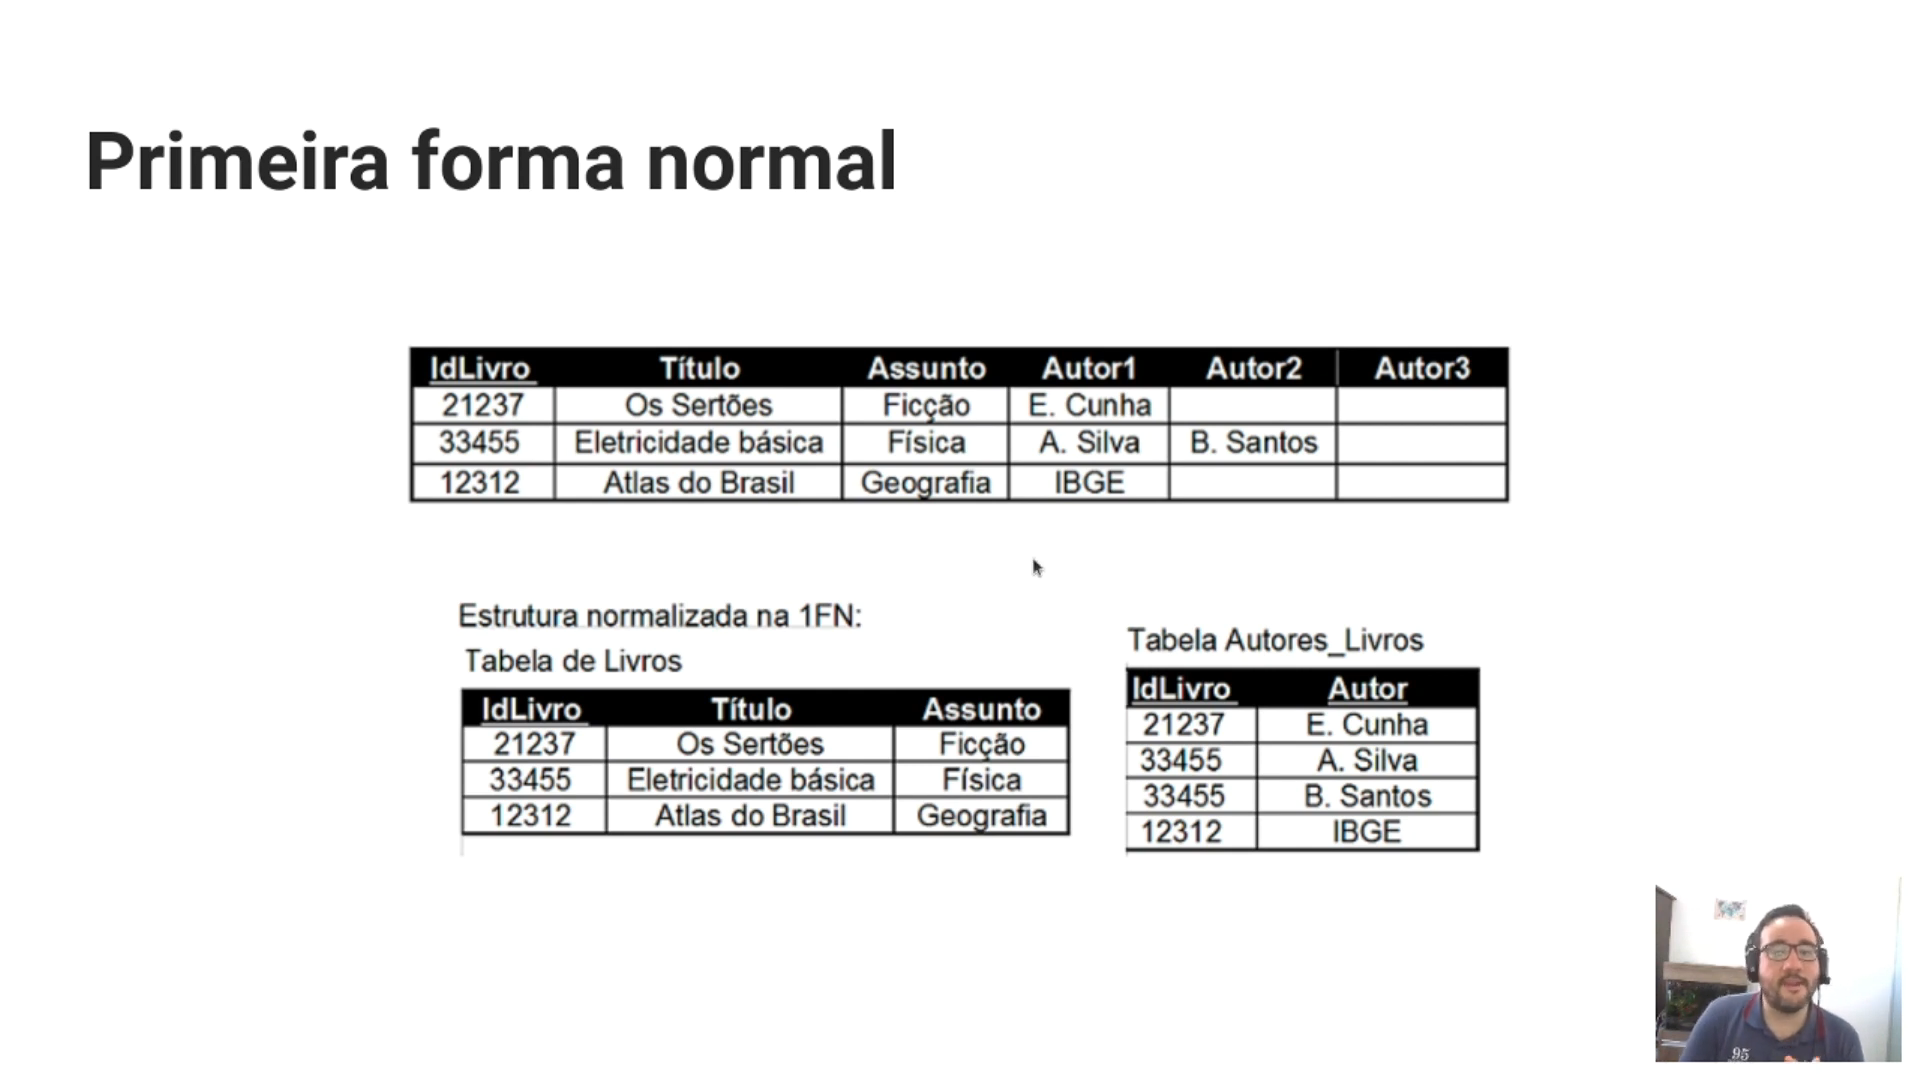 Primeira forma normal
IdLivro Título Assunto Autor1 Autor2 Autor3
21237 Os Sertões Ficção E. Cunha
33455 Eletricidade básica Física A. Silva B. Santos
12312 Atlas do Brasil Geografia IBGE
Estrutura normalizada na 1FN:
Tabela de Livros
IdLivro Título Assunto
21237 Os Sertões Ficção
33455 Eletricidade básica Física
12312 Atlas do Brasil Geografia
Tabela Autores_Livros
IdLivro Autor
21237 E. Cunha
33455 A. Silva
33455 B. Santos
12312 IBGE
95